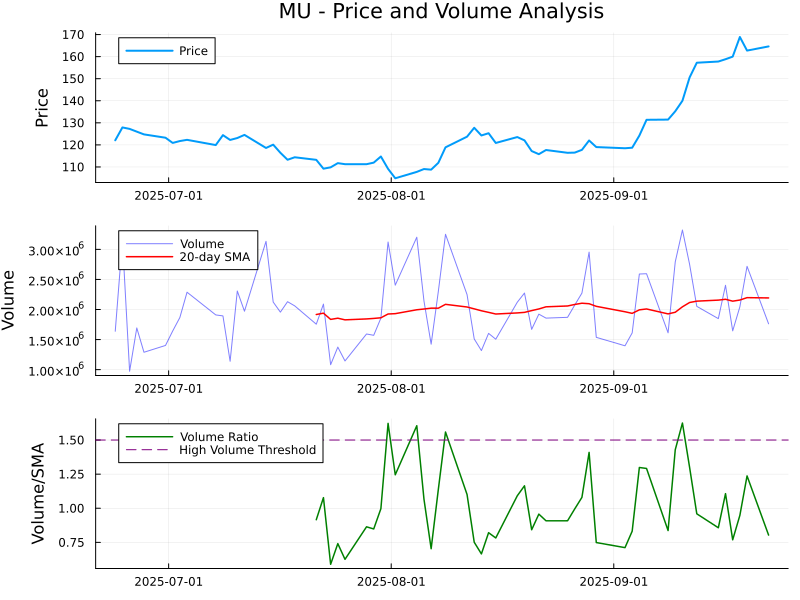 MU - Price and Volume Analysis
Price
170
160
150
140
130
120
110
Price
2025-07-01
2025-08-01
2025-09-01
Volume
3.00×10⁶
2.50×10⁶
2.00×10⁶
1.50×10⁶
1.00×10⁶
Volume
20-day SMA
2025-07-01
2025-08-01
2025-09-01
Volume/SMA
1.50
1.25
1.00
0.75
Volume Ratio
High Volume Threshold
2025-07-01
2025-08-01
2025-09-01